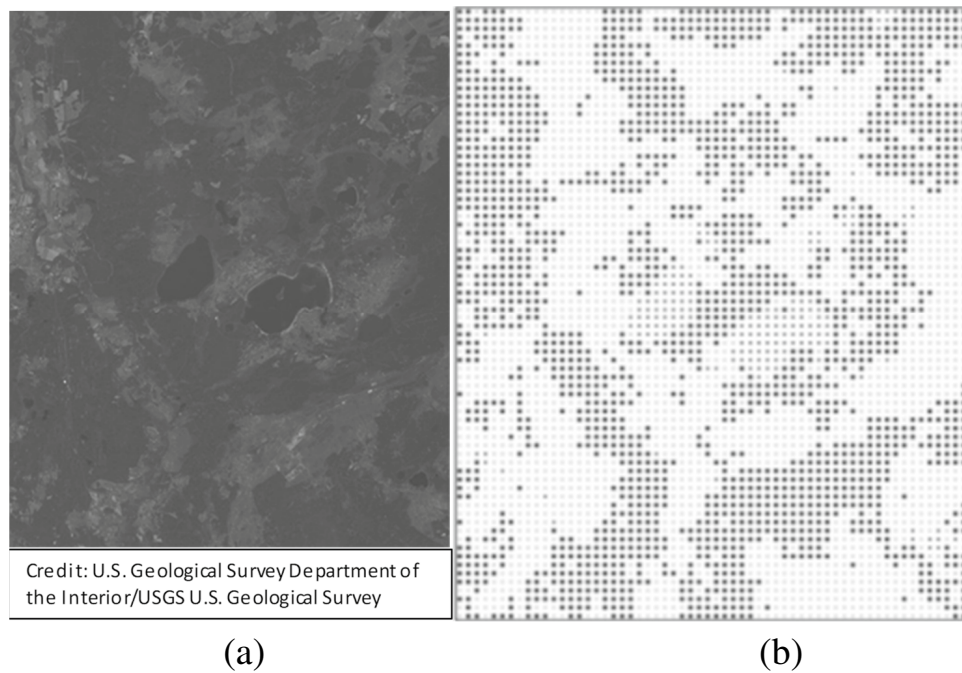 Credit: U.S. Geological Survey Department of
the Interior/USGS U.S. Geological Survey
(a)
(b)